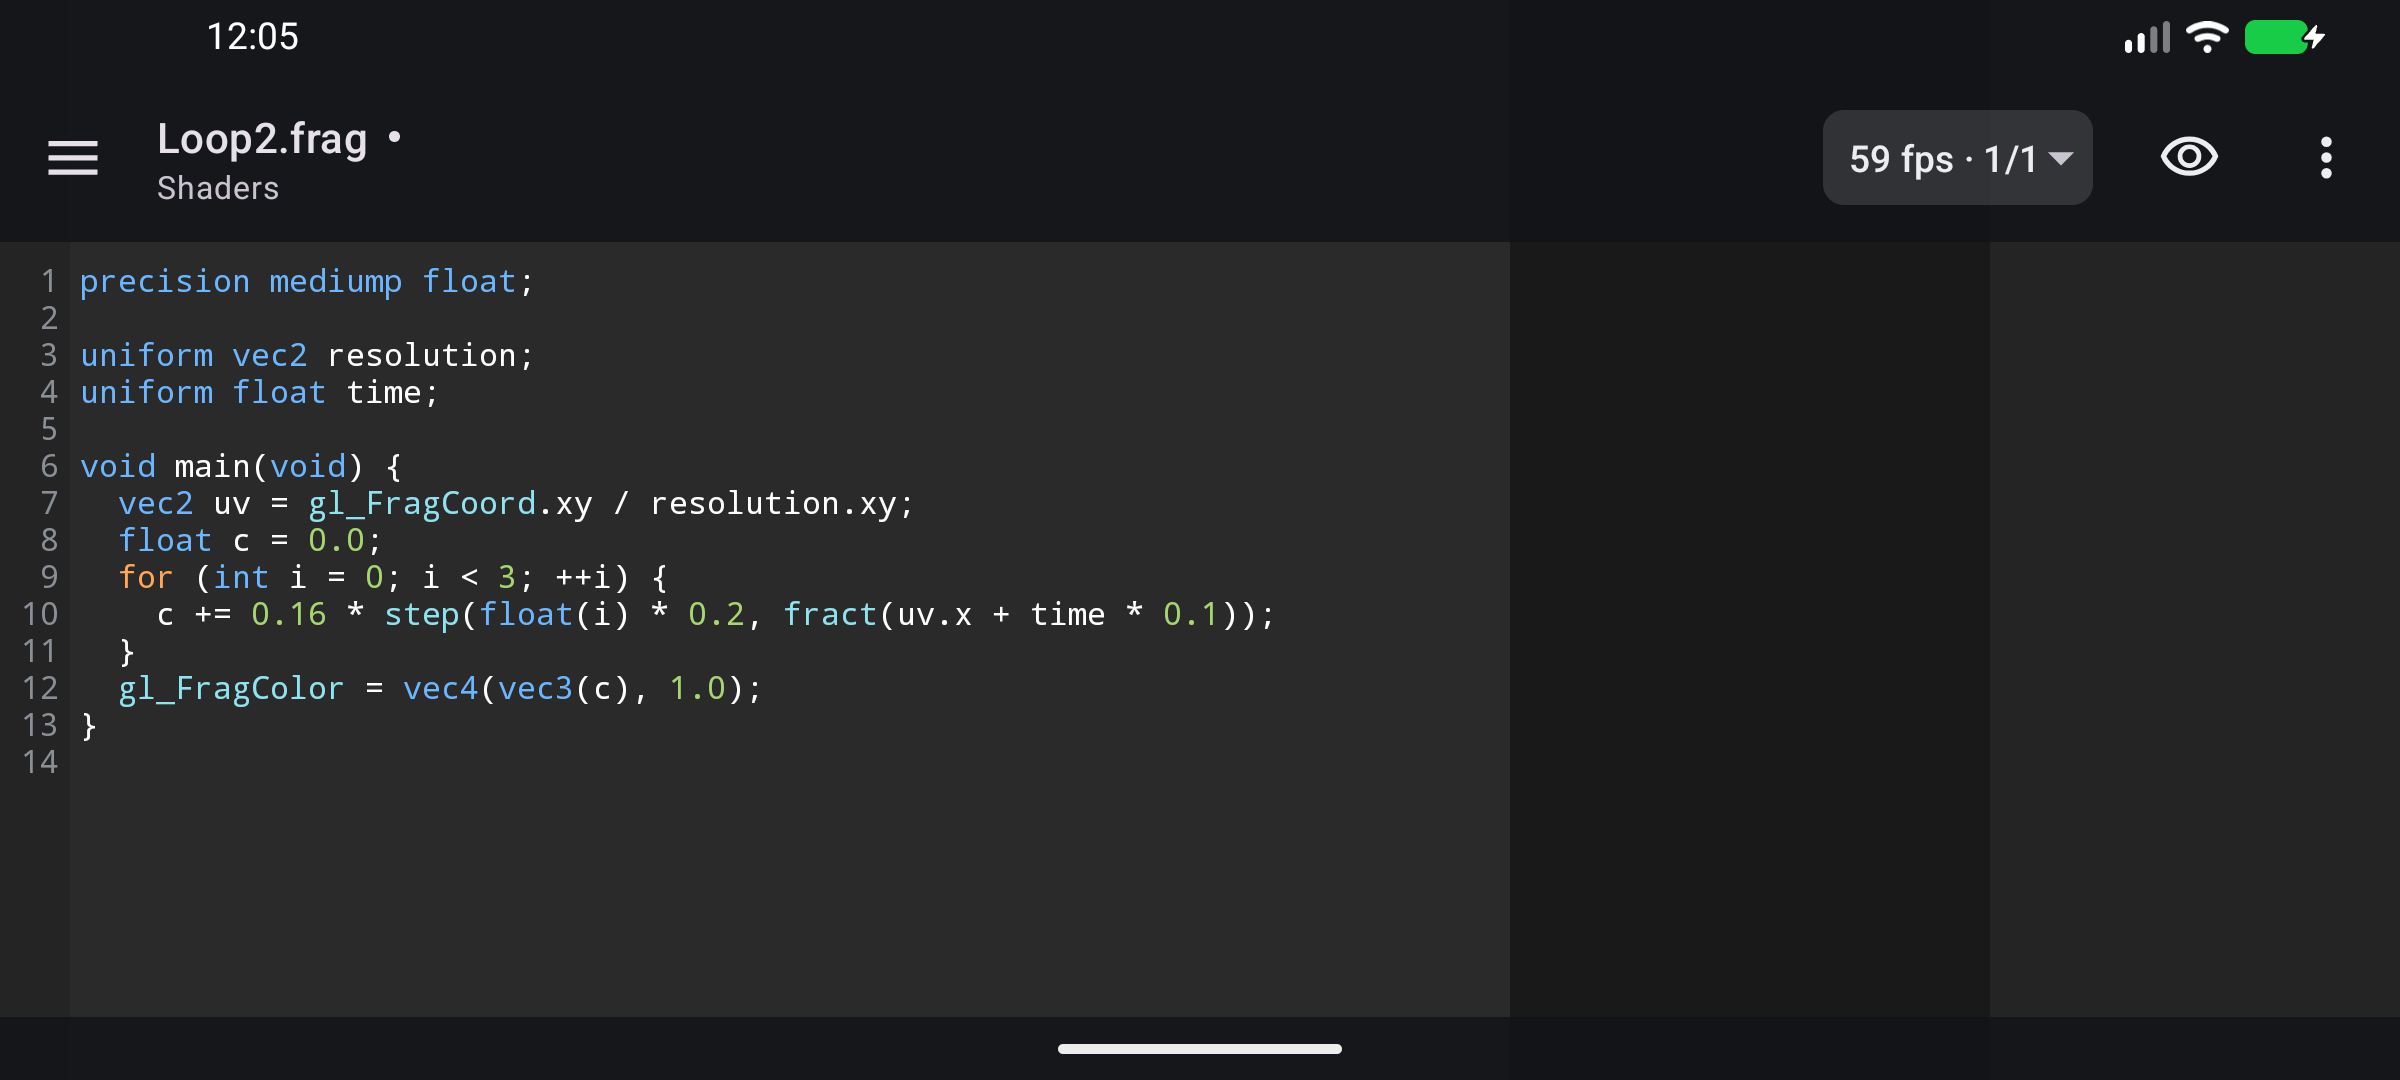 12:05
Loop2.frag •
Shaders
59 fps · 1/1
1 precision mediump float;
2
3 uniform vec2 resolution;
4 uniform float time;
5
6 void main(void) {
7   vec2 uv = gl_FragCoord.xy / resolution.xy;
8   float c = 0.0;
9   for (int i = 0; i < 3; ++i) {
10     c += 0.16 * step(float(i) * 0.2, fract(uv.x + time * 0.1));
11   }
12   gl_FragColor = vec4(vec3(c), 1.0);
13 }
14